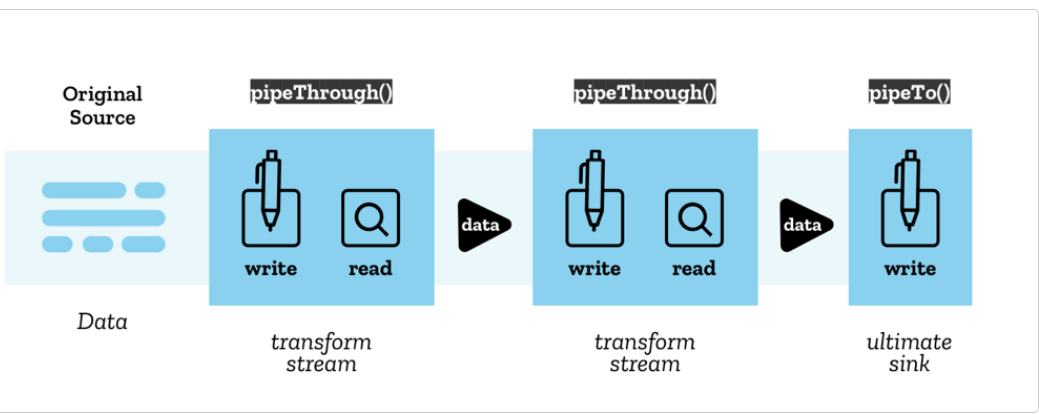 Original
Source
pipeThrough()
pipeThrough()
pipeTo()
write
read
data
write
read
data
write
Data
transform
stream
transform
stream
ultimate
sink